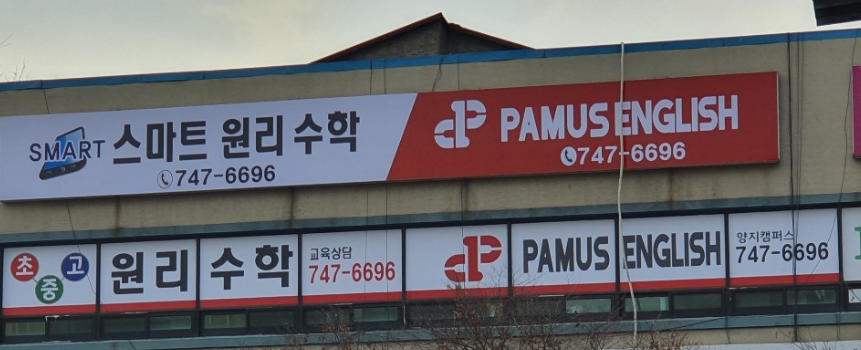 SMART 스마트 원리 수학
747-6696
PAMUS ENGLISH
747-6696
초 중 고
원리 수학
교육상담
747-6696
PAMUS ENGLISH
양지캠퍼스
747-6696